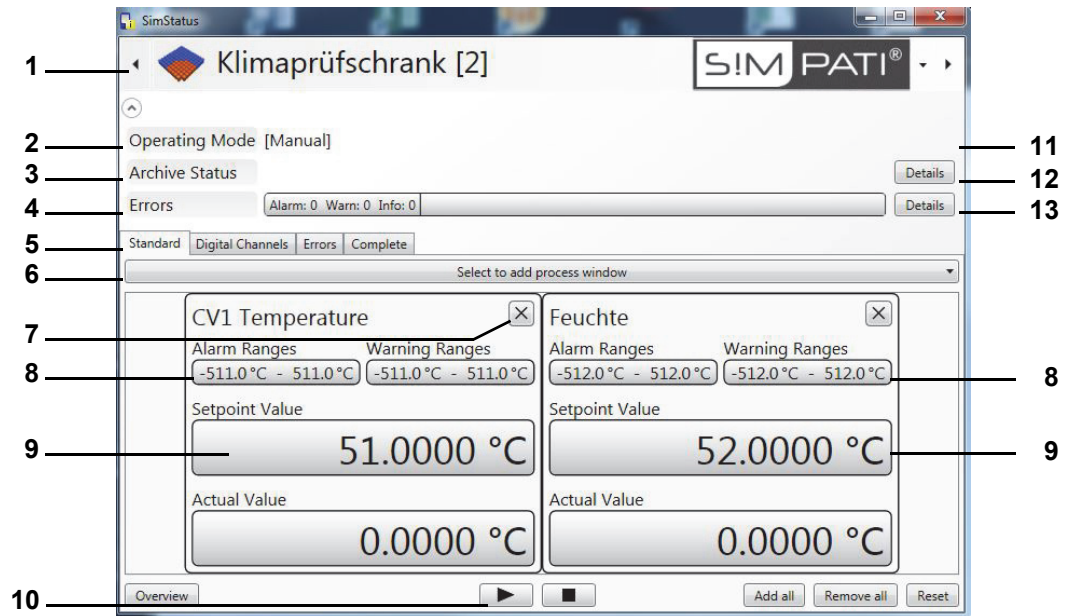 SimStatus
1
Klimaprüfschrank [2]
S!MPATI®
2
Operating Mode [Manual]
11
3
Archive Status
Details
12
4
Errors
Alarm: 0 Warn: 0 Info: 0
Details
13
5
Standard Digital Channels Errors Complete
6
Select to add process window
7
CV1 Temperature
Alarm Ranges Warning Ranges
8
-511.0 °C - 511.0 °C -511.0 °C - 511.0 °C
Setpoint Value
9
51.0000 °C
Actual Value
0.0000 °C
Feuchte
Alarm Ranges Warning Ranges
-512.0 °C - 512.0 °C -512.0 °C - 512.0 °C
8
Setpoint Value
52.0000 °C
9
Actual Value
0.0000 °C
10
Overview
Add all Remove all Reset